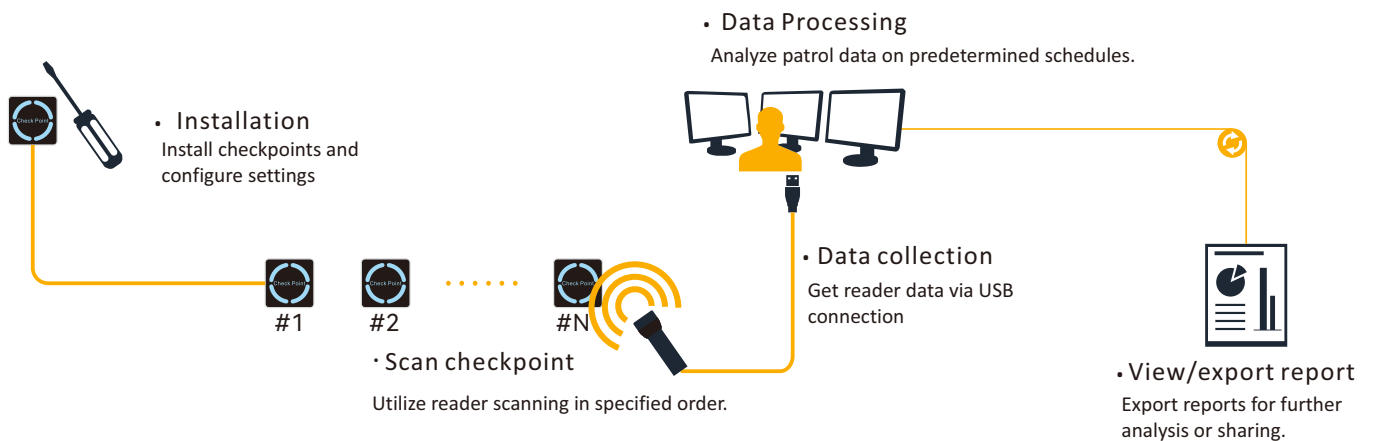 • Data Processing
Analyze patrol data on predetermined schedules.
Check Point
• Installation
Install checkpoints and
configure settings
• Data collection
Get reader data via USB
connection
Check Point
Check Point
Check Point
#1
#2
#N
· Scan checkpoint
Utilize reader scanning in specified order.
• View/export report
Export reports for further
analysis or sharing.